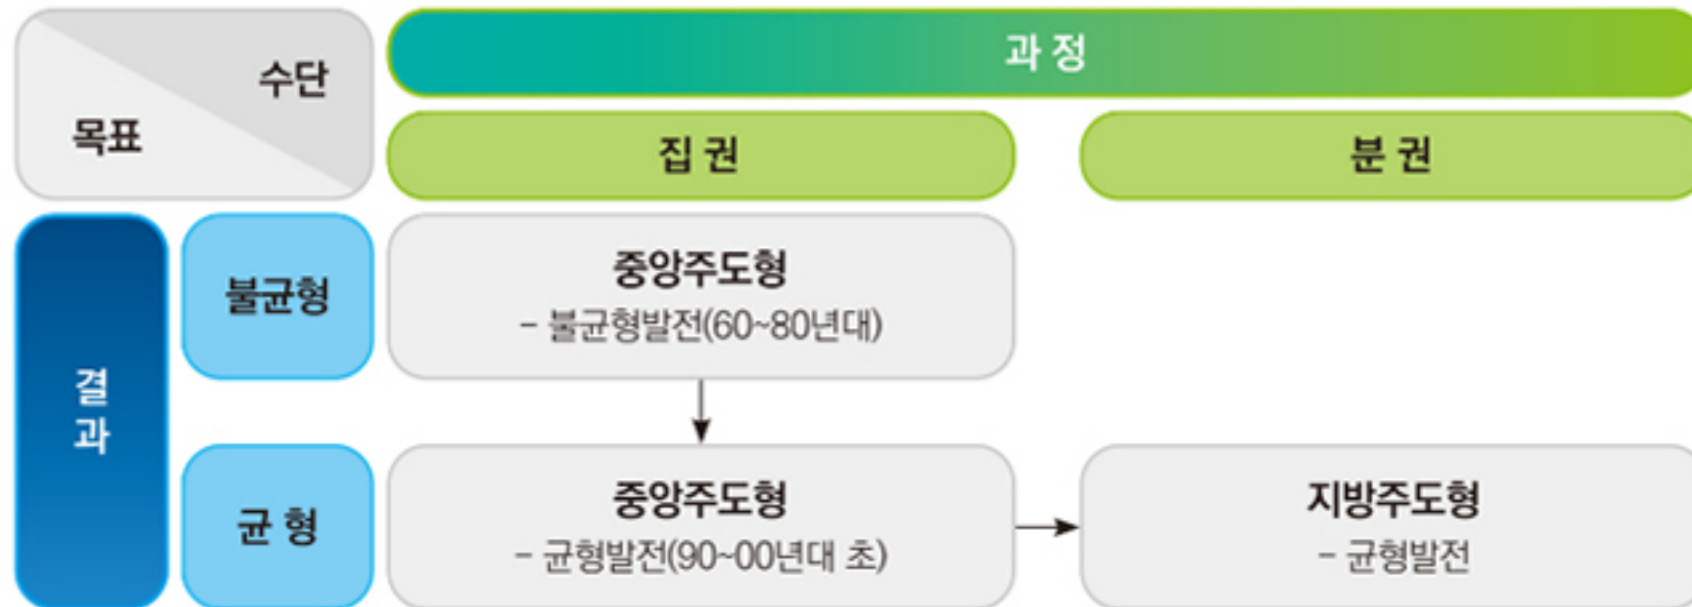 수단
목표
과 정
집 권
분 권
결
과
불균형
중앙주도형
- 불균형발전(60~80년대)
균 형
중앙주도형
- 균형발전(90~00년대 초)
지방주도형
- 균형발전